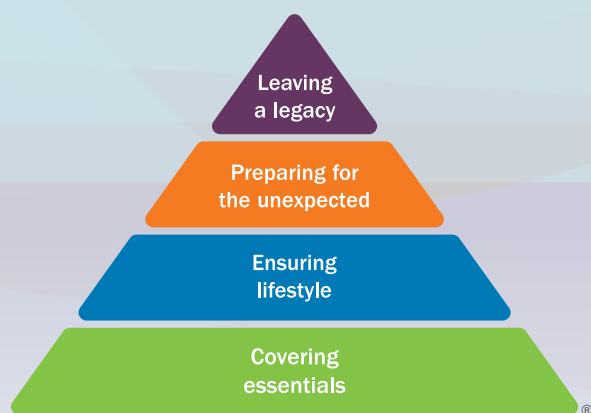 Leaving
a legacy
Preparing for
the unexpected
Ensuring
lifestyle
Covering
essentials
®